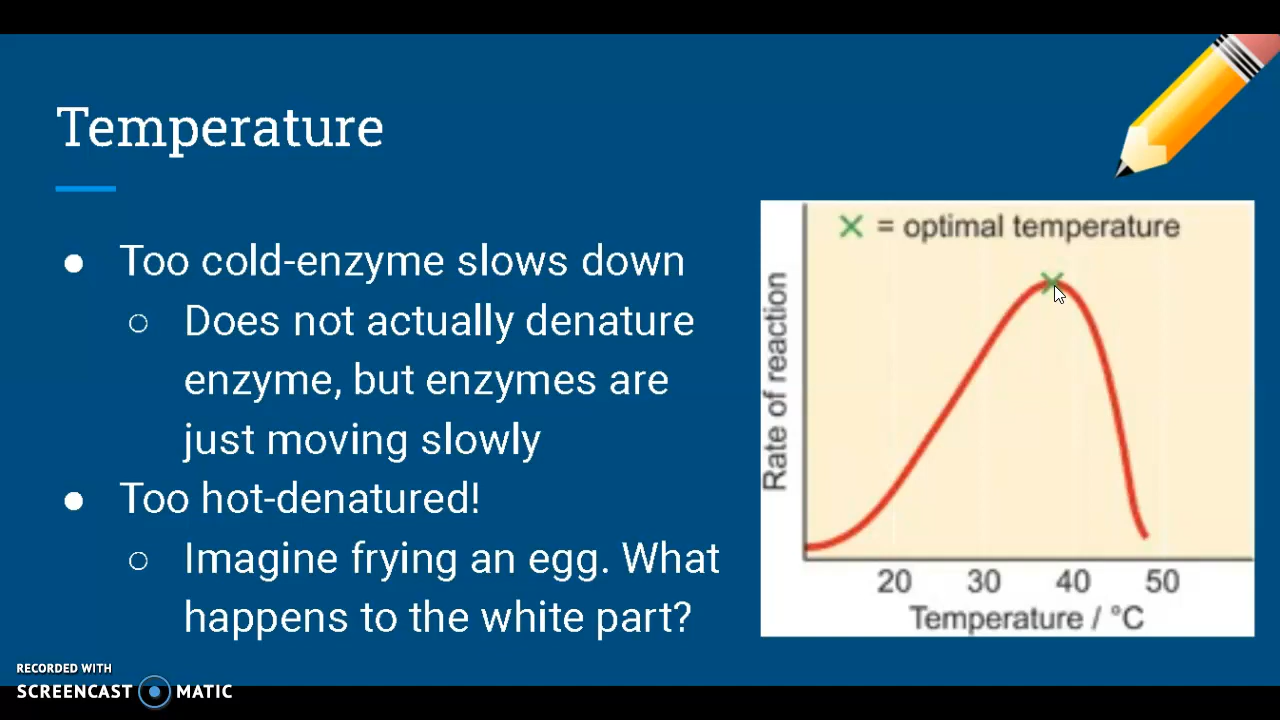 Temperature
● Too cold-enzyme slows down
○ Does not actually denature
enzyme, but enzymes are
just moving slowly
● Too hot-denatured!
○ Imagine frying an egg. What
happens to the white part?
× = optimal temperature
Rate of reaction
20 30 40 50
Temperature / °C
RECORDED WITH
SCREENCAST MATIC